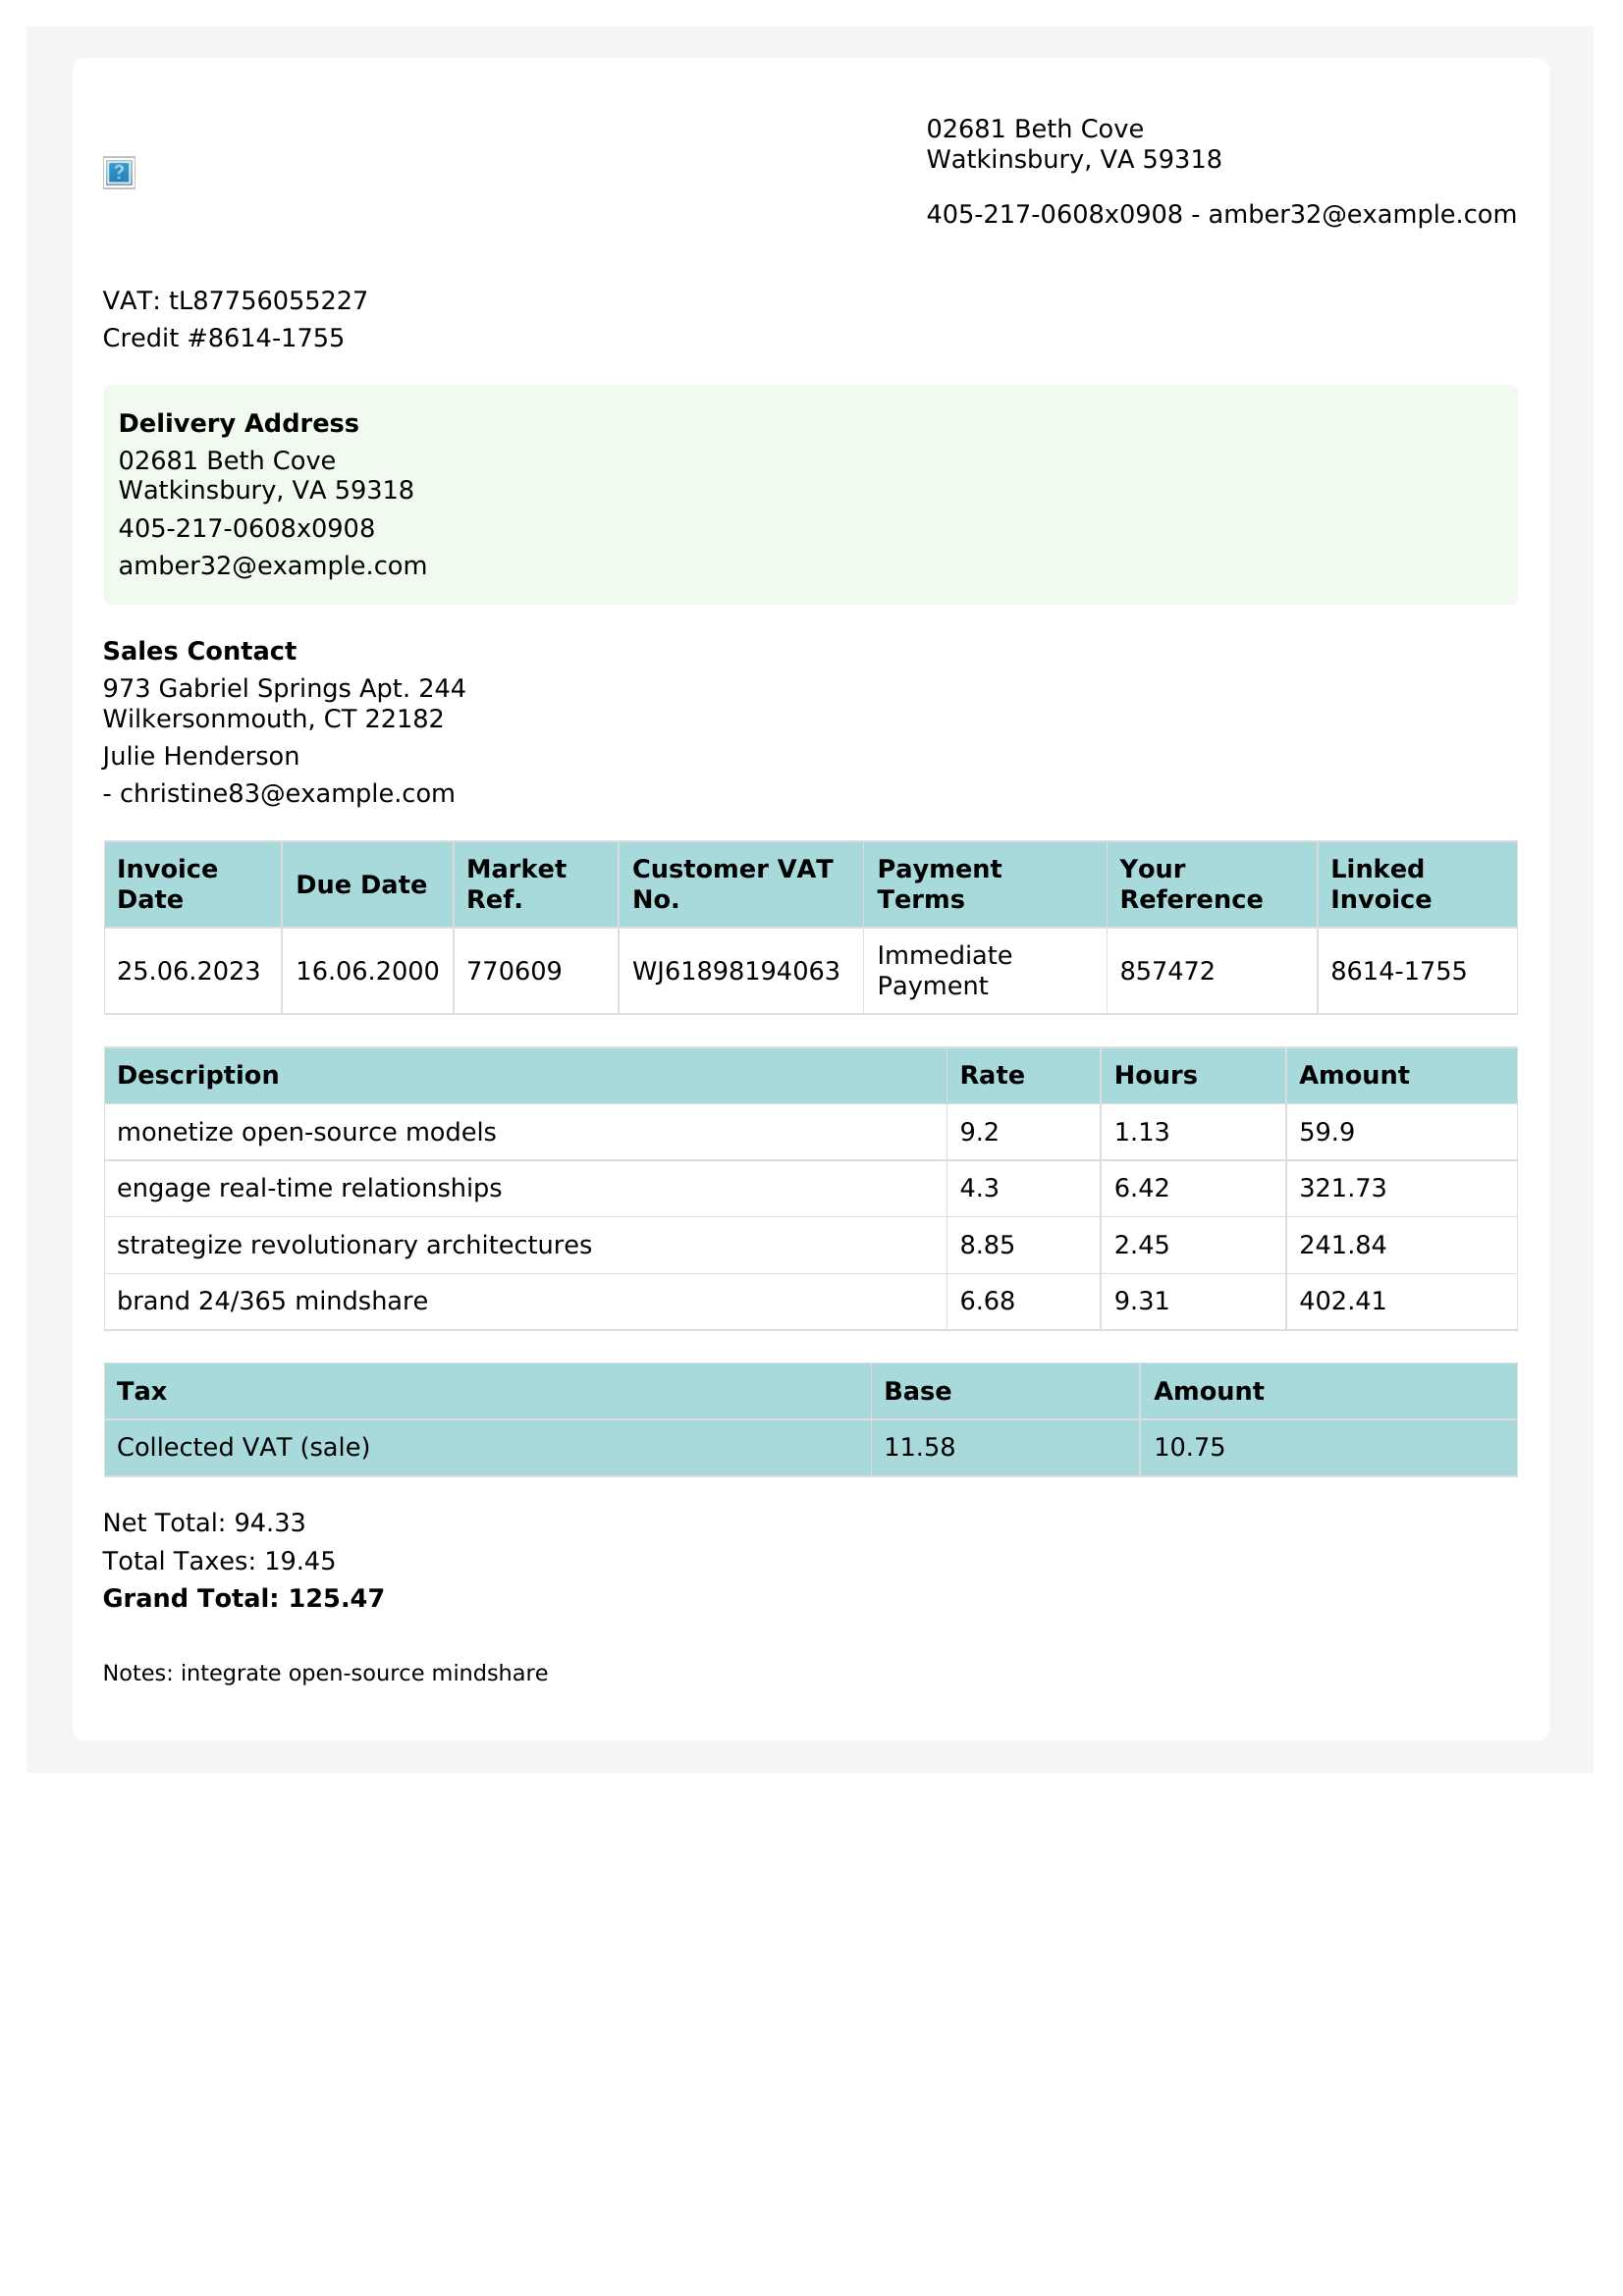 02681 Beth Cove
Watkinsbury, VA 59318
405-217-0608x0908 - amber32@example.com
VAT: tL87756055227
Credit #8614-1755
Delivery Address
02681 Beth Cove
Watkinsbury, VA 59318
405-217-0608x0908
amber32@example.com
Sales Contact
973 Gabriel Springs Apt. 244
Wilkersonmouth, CT 22182
Julie Henderson
- christine83@example.com
Invoice Date Due Date Market Ref. Customer VAT No. Payment Terms Your Reference Linked Invoice
25.06.2023 16.06.2000 770609 WJ61898194063 Immediate Payment 857472 8614-1755
Description Rate Hours Amount
monetize open-source models 9.2 1.13 59.9
engage real-time relationships 4.3 6.42 321.73
strategize revolutionary architectures 8.85 2.45 241.84
brand 24/365 mindshare 6.68 9.31 402.41
Tax Base Amount
Collected VAT (sale) 11.58 10.75
Net Total: 94.33
Total Taxes: 19.45
Grand Total: 125.47
Notes: integrate open-source mindshare